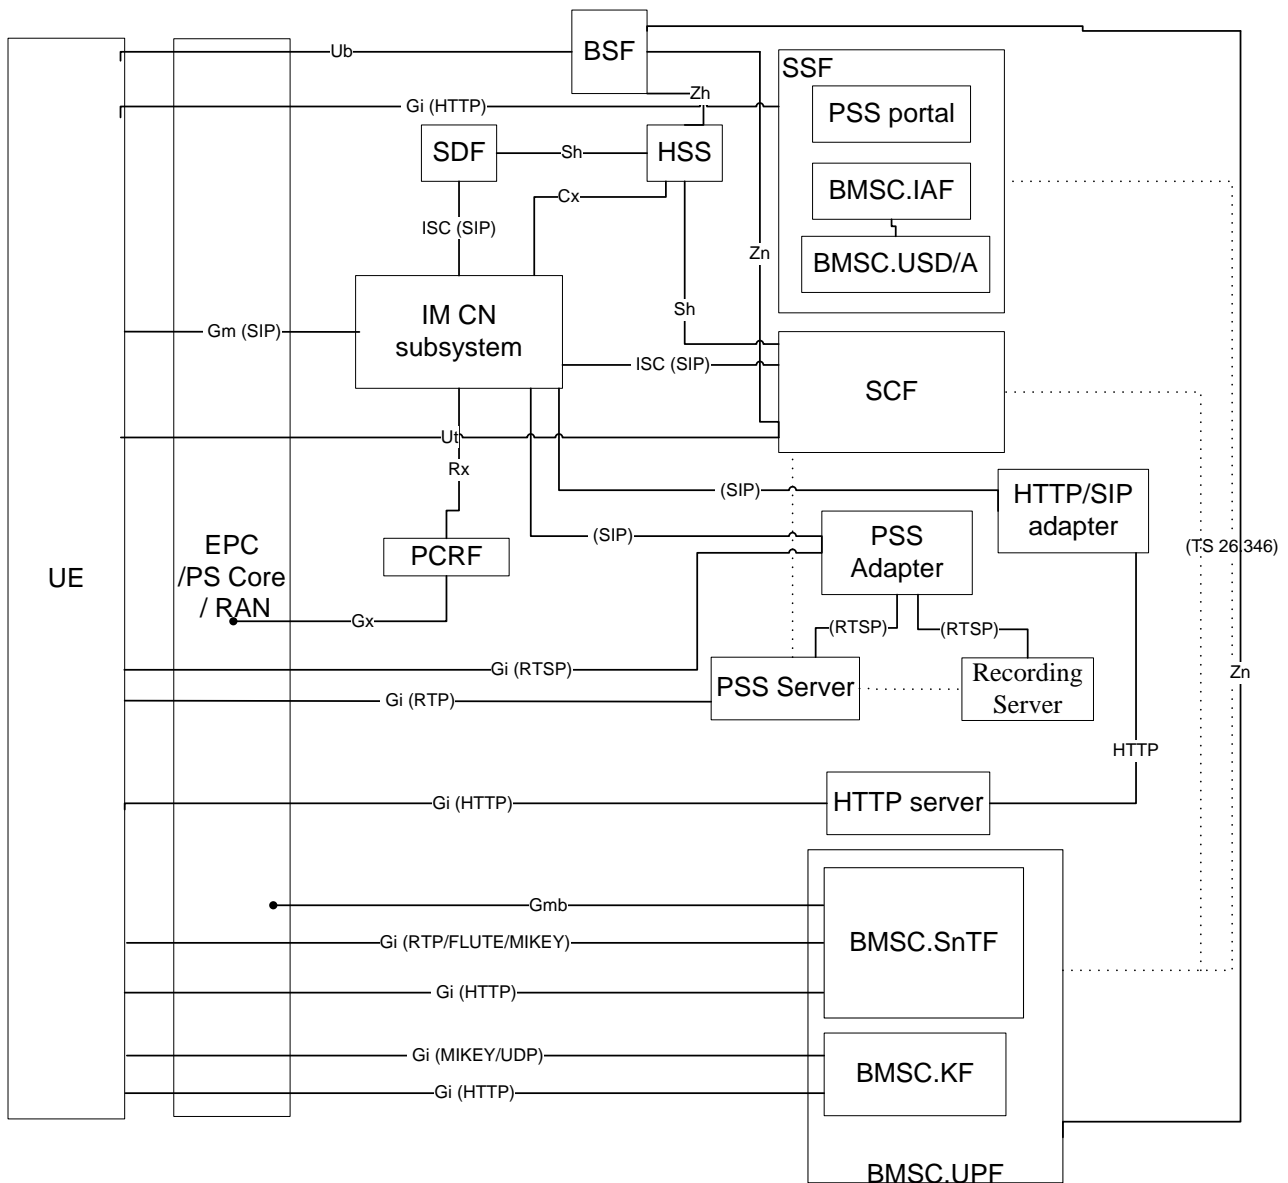 BSF
Ub
SSF
Zh
Gi (HTTP)
PSS portal
SDF
Sh
HSS
BMSC.IAF
Cx
ISC (SIP)
Zn
BMSC.USD/A
IM CN
subsystem
Sh
Gm (SIP)
ISC (SIP)
SCF
Ut
Rx
(SIP)
HTTP/SIP
adapter
(SIP)
PSS
Adapter
EPC
/PS Core
/ RAN
PCRF
(TS 26.346)
UE
Gx
(RTSP)
(RTSP)
Gi (RTSP)
PSS Server
Recording
Server
Zn
Gi (RTP)
HTTP
Gi (HTTP)
HTTP server
Gmb
Gi (RTP/FLUTE/MIKEY)
BMSC.SnTF
Gi (HTTP)
Gi (MIKEY/UDP)
BMSC.KF
Gi (HTTP)
BMSC.UPF